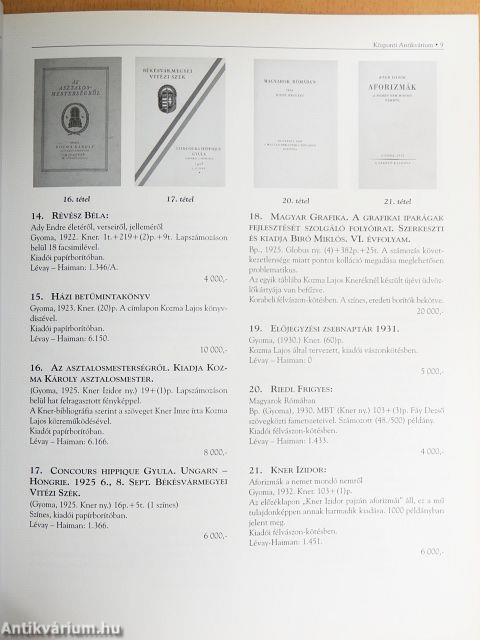 Központi Antikvárium • 9
AZ
ASZTALOS-
MESTERSÉGRŐL
KOZMA KÁROLY
BÉKÉSVÁRMEGYEI
VITÉZI SZÉK
CONCOURS HIPPIQUE
GYULA
MAGYAROK RÓMÁBAN
KNER IZIDOR
AFORIZMÁK
16. tétel
17. tétel
20. tétel
21. tétel
14. RÉVÉSZ BÉLA:
Ady Endre életéről, verseiről, jelleméről
Gyoma, 1922. Kner. 1t.+219+(2)p.+9t. Lapszámozáson
belül 18 facsimilével.
Kiadói papírborítóban.
Lévay – Haiman: 1.346/A.
4 000,-
15. HÁZI BETŰMINTAKÖNYV
Gyoma, 1923. Kner. (20)p. A címlapon Kozma Lajos könyv-
díszével.
Kiadói papírborítóban.
Lévay – Haiman: 6.150.
10 000,-
16. AZ ASZTALOSMESTERSÉGRŐL. KIADJA KOZ-
MA KÁROLY ASZTALOSMESTER.
(Gyoma, 1925. Kner Izidor ny.) 19+(1)p. Lapszámozáson
belül hat felragasztott fényképpel.
A Kner-bibliográfia szerint a szöveget Kner Imre írta Kozma
Lajos közreműködésével.
Kiadói papírborítóban.
Lévay – Haiman: 6.166.
8 000,-
17. CONCOURS HIPPIQUE GYULA. UNGARN –
HONGRIE. 1925 6., 8. SEPT. BÉKÉSVÁRMEGYEI
VITÉZI SZÉK.
(Gyoma, 1925. Kner ny.) 16p.+5t. (1 színes)
Színes, kiadói papírborítóban.
Lévay – Haiman: 1.366.
6 000,-
18. MAGYAR GRAFIKA. A GRAFIKAI IPARÁGAK
FEJLESZTÉSÉT SZOLGÁLÓ FOLYÓIRAT. SZERKESZTI
ÉS KIADJA BIRÓ MIKLÓS. VI. ÉVFOLYAM.
Bp., 1925. Globus ny. (4)+382p.+25t. A számozás követ-
kezetlensége miatt pontos kolláció megadása meglehetősen
problematikus.
Az egyik táblába Kozma Lajos Kneréknél készült újévi üdvöz-
lőkártyája van befűzve.
Korabeli félvászon-kötésben. A színes, eredeti borítók bekötve.
20 000,-
19. ELŐJEGYZÉSI ZSEBNAPTÁR 1931.
Gyoma, (1930.) Kner. (60)p.
Kozma Lajos által tervezett, kiadói vászonkötésben.
Lévay – Haiman: 0
5 000,-
20. RIEDL FRIGYES:
Magyarok Rómában
Bp. (Gyoma), 1930. MBT (Kner ny.) 103+(3)p. Fáy Dezső
szövegközti fametszeteivel. Számozott (48./500) példány.
Kiadói félvászon-kötésben.
Lévay – Haiman: 1.433.
4 000,-
21. KNER IZIDOR:
Aforizmák a nemet mondó nemről
Gyoma, 1932. Kner. 103+(1)p.
Az előzéklapon „Kner Izidor pajzán aforizmái" áll, ez a mű
tulajdonképpen annak harmadik kiadása. 1000 példányban
jelent meg.
Kiadói félvászon-kötésben.
Lévay-Haiman: 1.451.
6 000,-
Antikvárium.hu